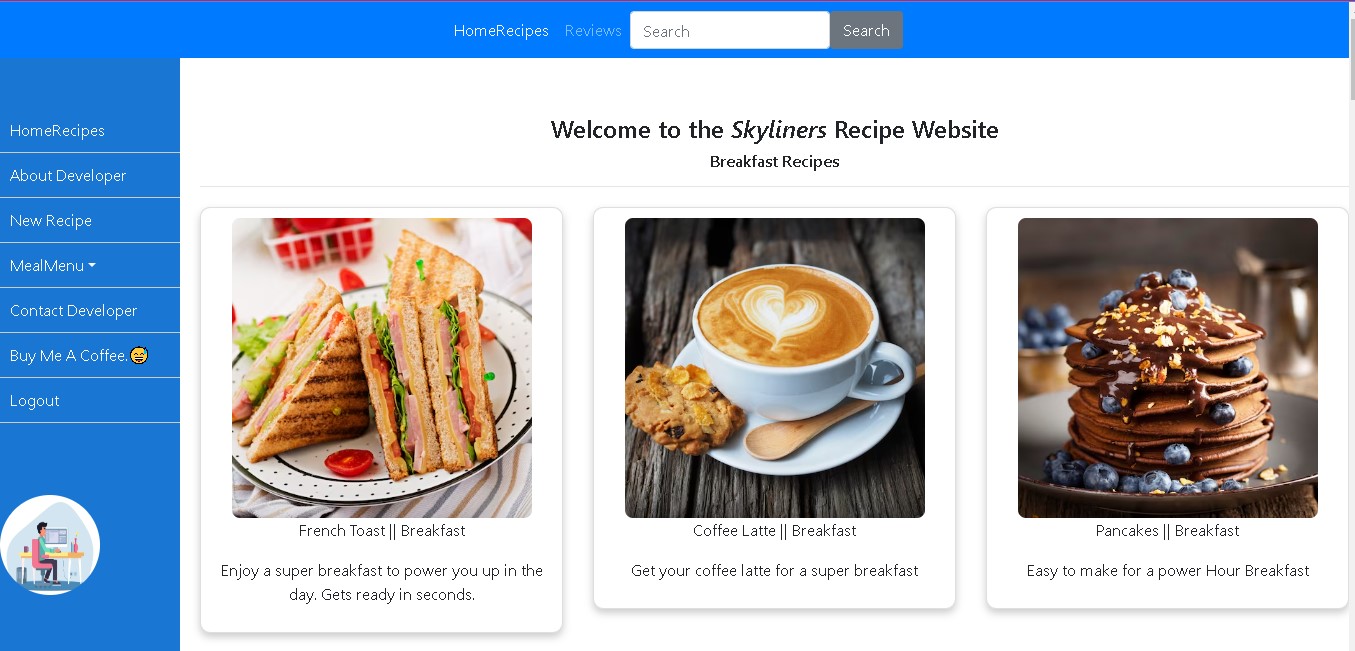 HomeRecipes Reviews Search Search
HomeRecipes
About Developer
New Recipe
MealMenu
Contact Developer
Buy Me A Coffee.😄
Logout
Welcome to the Skyliners Recipe Website
Breakfast Recipes
French Toast || Breakfast
Enjoy a super breakfast to power you up in the
day. Gets ready in seconds.
Coffee Latte || Breakfast
Get your coffee latte for a super breakfast
Pancakes || Breakfast
Easy to make for a power Hour Breakfast